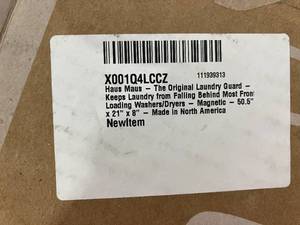 X001Q4LCCZ 111939313
Haus Maus – The Original Laundry Guard –
Keeps Laundry from Falling Behind Most Front
Loading Washers/Dryers – Magnetic – 50.5"
x 21" x 8" – Made in North America
NewItem